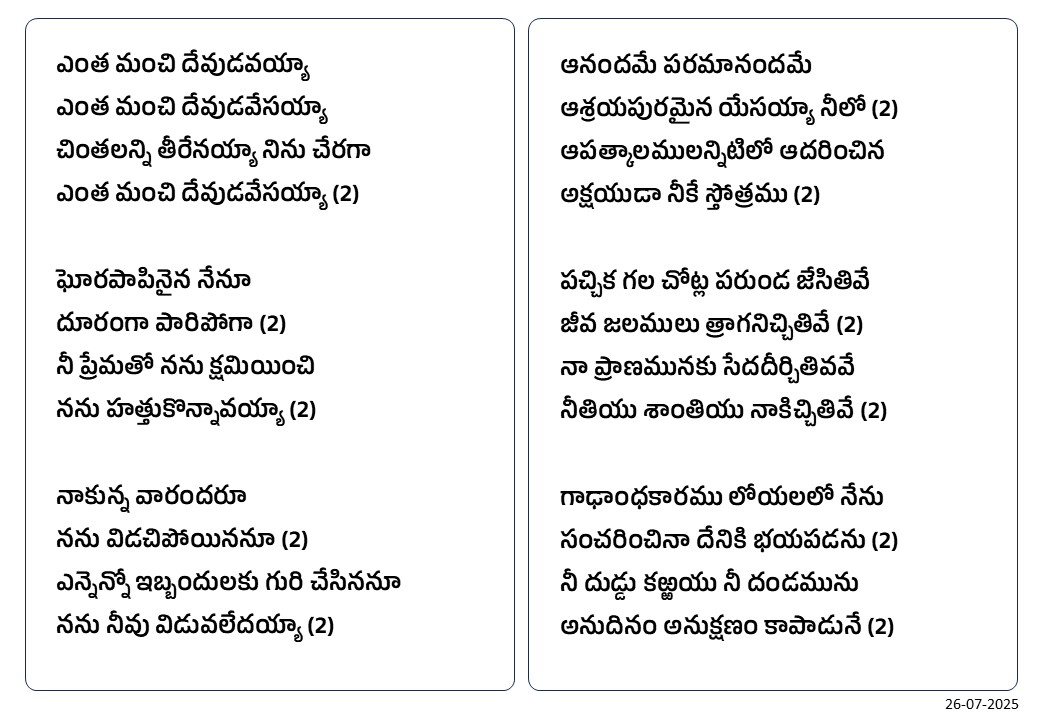 ఎంత మంచి దేవుడవయ్యా
ఎంత మంచి దేవుడవేసయ్యా
చింతలన్ని తీరేనయ్యా నిను చేరగా
ఎంత మంచి దేవుడవేసయ్యా (2)
ఘోరపాపినైన నేనూ
దూరంగా పారిపోగా (2)
నీ ప్రేమతో నను క్షమియించి
నను హత్తుకొన్నావయ్యా (2)
నాకున్న వారందరూ
నను విడచిపోయిననూ (2)
ఎన్నెన్నో ఇబ్బందులకు గురి చేసిననూ
నను నీవు విడువలేదయ్యా (2)
ఆనందమే పరమానందమే
ఆశ్రయపురమైన యేసయ్యా నీలో (2)
ఆపత్కాలములన్నిటిలో ఆదరించిన
అక్షయుడా నీకే స్తోత్రము (2)
పచ్చిక గల చోట్ల పరుండ జేసితివే
జీవ జలములు త్రాగనిచ్చితివే (2)
నా ప్రాణమునకు సేదదీర్చితివవే
నీతియు శాంతియు నాకిచ్చితివే (2)
గాఢాంధకారము లోయలలో నేను
సంచరించినా దేనికి భయపడను (2)
నీ దుడ్డు కఱ్ఱయు నీ దండమును
అనుదినం అనుక్షణం కాపాడునే (2)
26-07-2025